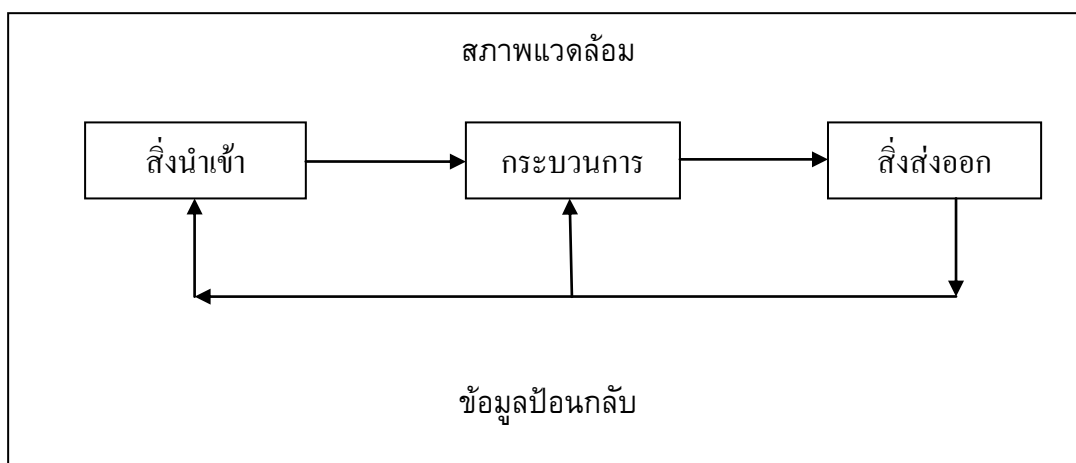 สภาพแวดล้อม
สิ่งนำเข้า
กระบวนการ
สิ่งส่งออก
ข้อมูลป้อนกลับ